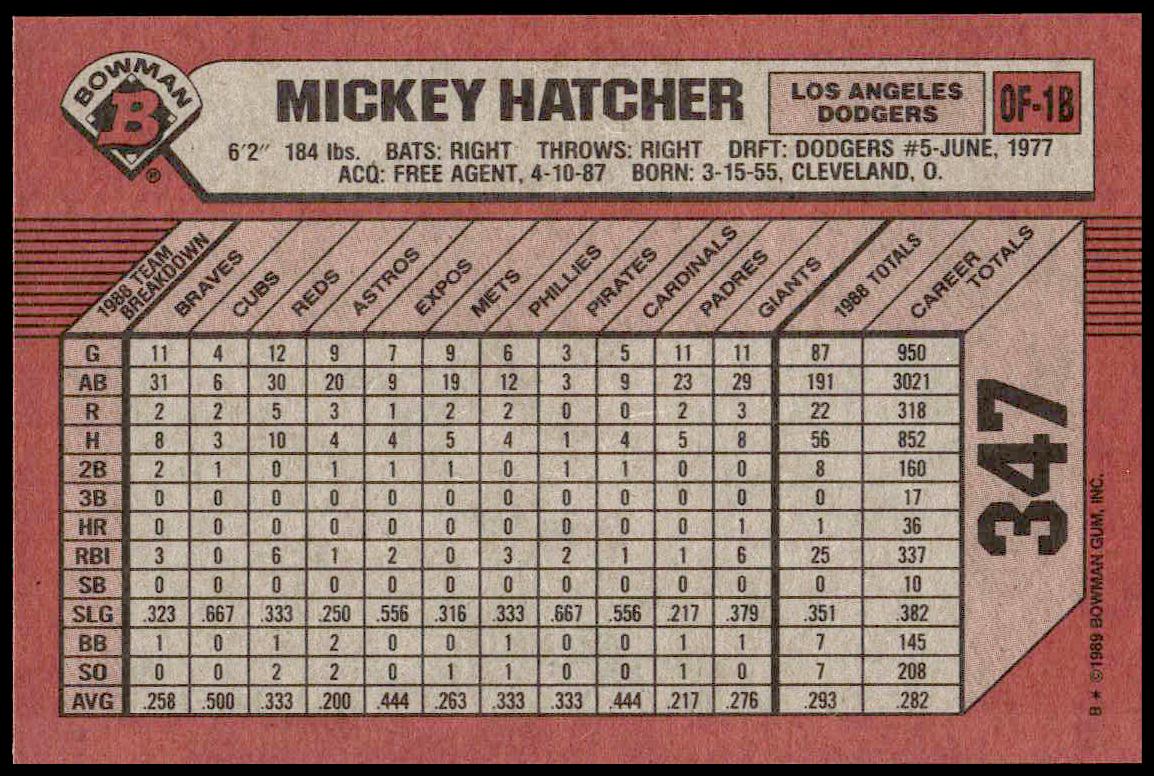 BOWMAN
B
®
MICKEY HATCHER
LOS ANGELES
DODGERS
OF-1B
6'2" 184 lbs. BATS: RIGHT THROWS: RIGHT DRFT: DODGERS #5-JUNE, 1977
ACQ: FREE AGENT, 4-10-87 BORN: 3-15-55, CLEVELAND, O.
1988 TEAM BREAKDOWN BRAVES CUBS REDS ASTROS EXPOS METS PHILLIES PIRATES CARDINALS PADRES GIANTS 1988 TOTALS CAREER TOTALS
G 11 4 12 9 7 9 6 3 5 11 11 87 950
AB 31 6 30 20 9 19 12 3 9 23 29 191 3021
R 2 2 5 3 1 2 2 0 0 2 3 22 318
H 8 3 10 4 4 5 4 1 4 5 8 56 852
2B 2 1 0 1 1 1 0 1 1 0 0 8 160
3B 0 0 0 0 0 0 0 0 0 0 0 0 17
HR 0 0 0 0 0 0 0 0 0 0 1 1 36
RBI 3 0 6 1 2 0 3 2 1 1 6 25 337
SB 0 0 0 0 0 0 0 0 0 0 0 0 10
SLG .323 .667 .333 .250 .556 .316 .333 .667 .556 .217 .379 .351 .382
BB 1 0 1 2 0 0 1 0 0 1 1 7 145
SO 0 0 2 2 0 1 1 0 0 1 0 7 208
AVG .258 .500 .333 .200 .444 .263 .333 .333 .444 .217 .276 .293 .282
347
B * ©1989 BOWMAN GUM, INC.